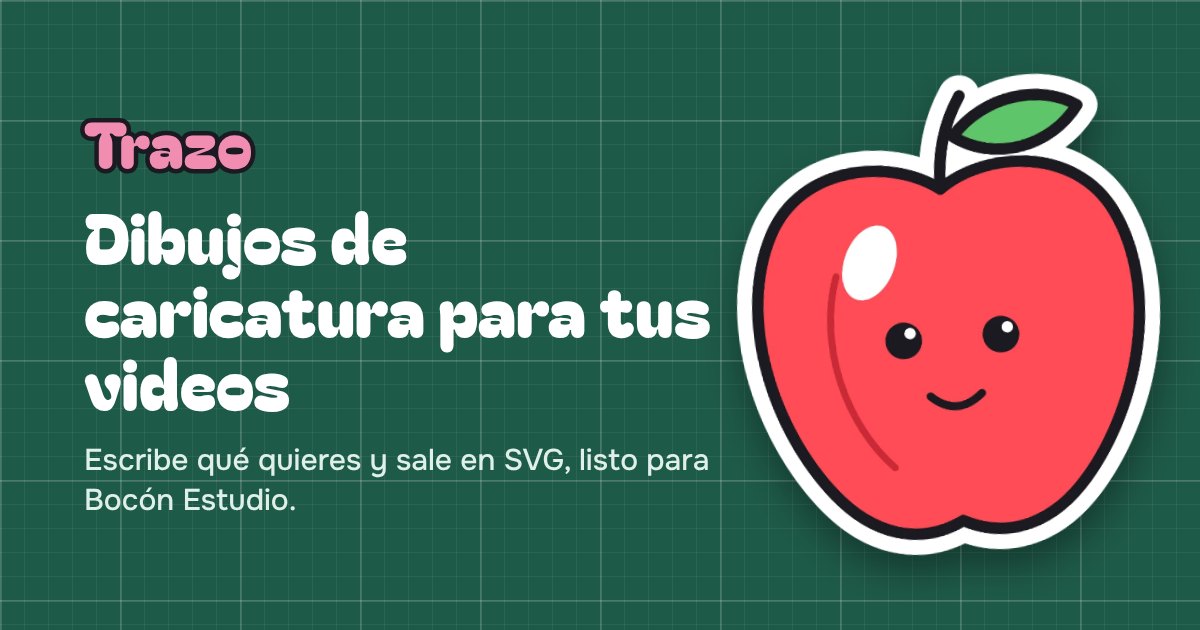 Trazo
Dibujos de
caricatura para tus
videos
Escribe qué quieres y sale en SVG, listo para
Bocón Estudio.